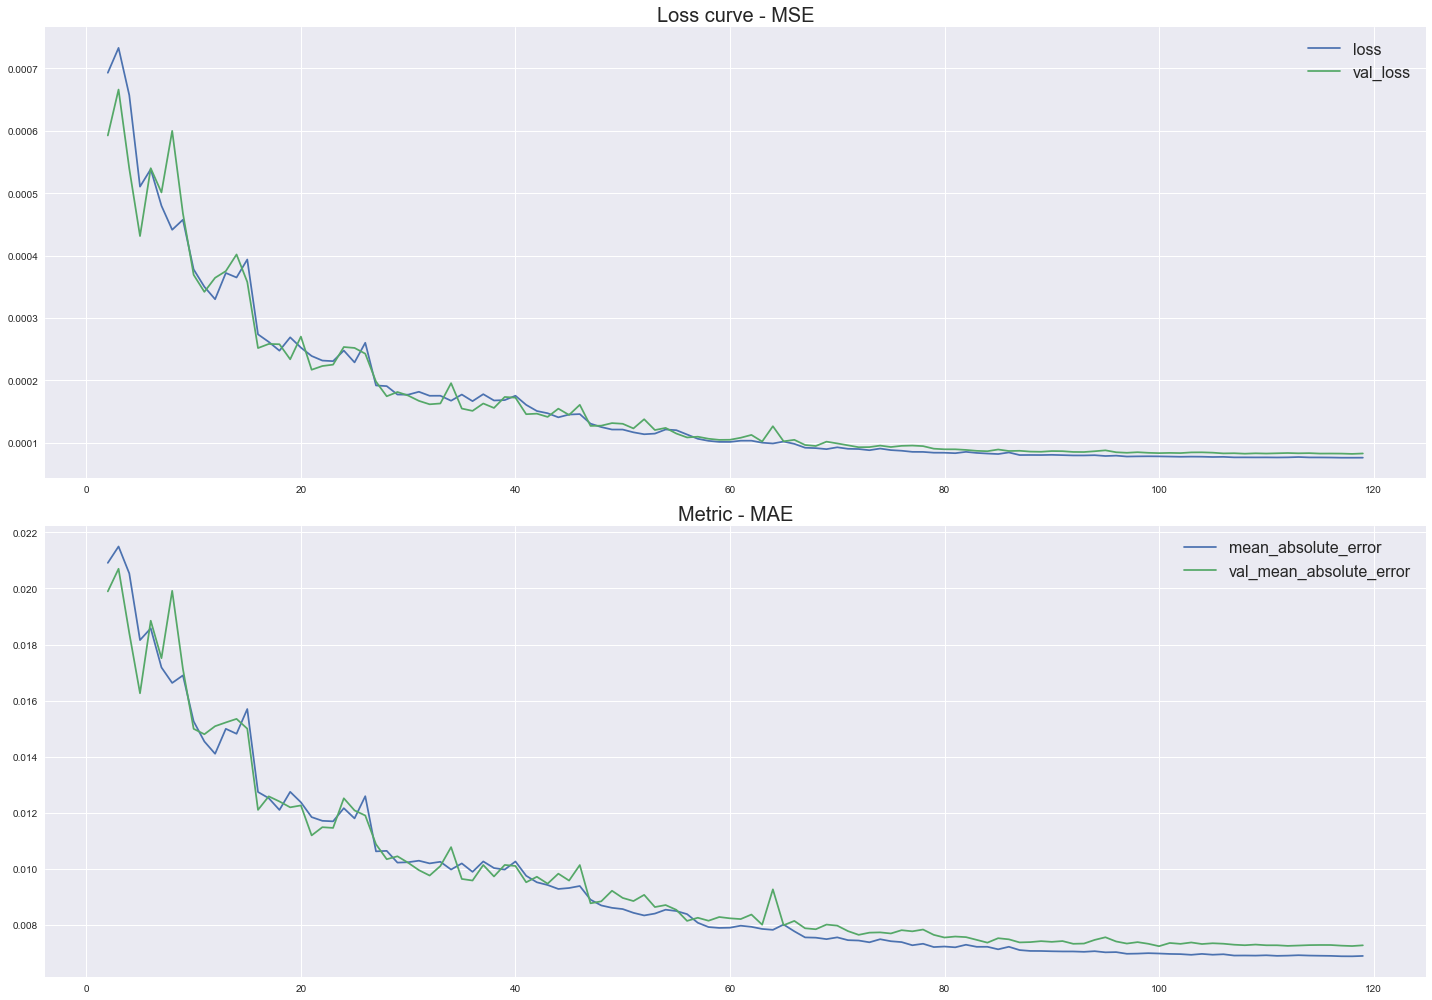 Loss curve - MSE
loss
val_loss
0.0007
0.0006
0.0005
0.0004
0.0003
0.0002
0.0001
0 20 40 60 80 100 120
Metric - MAE
mean_absolute_error
val_mean_absolute_error
0.022
0.020
0.018
0.016
0.014
0.012
0.010
0.008
0 20 40 60 80 100 120